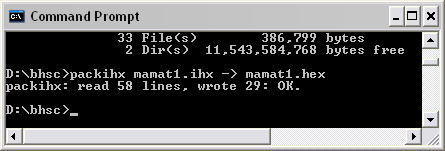 Command Prompt
33 File(s) 386,799 bytes
2 Dir(s) 11,543,584,768 bytes free
D:\bhsc>packihx mamat1.ihx -> mamat1.hex
packihx: read 58 lines, wrote 29: OK.
D:\bhsc>_